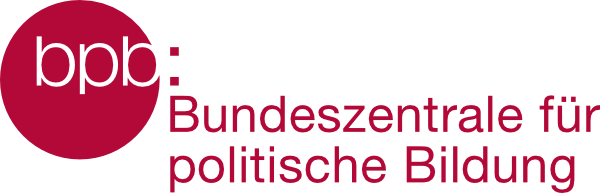 bpb:
Bundeszentrale für
politische Bildung